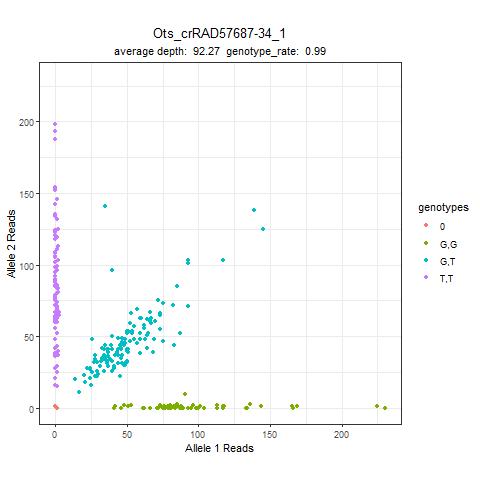 Ots_crRAD57687-34_1
average depth: 92.27 genotype_rate: 0.99
200
150
100
50
0
Allele 2 Reads
0 50 100 150 200
Allele 1 Reads
genotypes
0
G,G
G,T
T,T